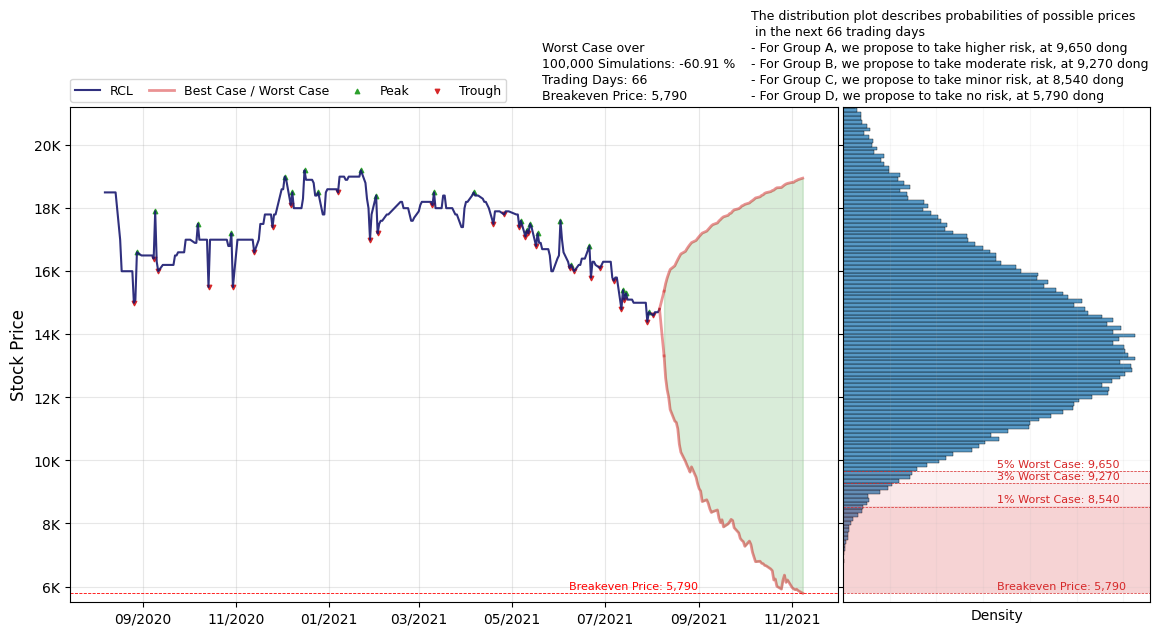 The distribution plot describes probabilities of possible prices
in the next 66 trading days
- For Group A, we propose to take higher risk, at 9,650 dong
- For Group B, we propose to take moderate risk, at 9,270 dong
- For Group C, we propose to take minor risk, at 8,540 dong
- For Group D, we propose to take no risk, at 5,790 dong
Worst Case over
100,000 Simulations: -60.91 %
Trading Days: 66
Breakeven Price: 5,790
RCL
Best Case / Worst Case
Peak
Trough
Stock Price
20K
18K
16K
14K
12K
10K
8K
6K
Breakeven Price: 5,790
09/2020
11/2020
01/2021
3/2021
05/2021
07/2021
09/2021
11/2021
5% Worst Case: 9,650
3% Worst Case: 9,270
1% Worst Case: 8,540
Breakeven Price: 5,790
Density